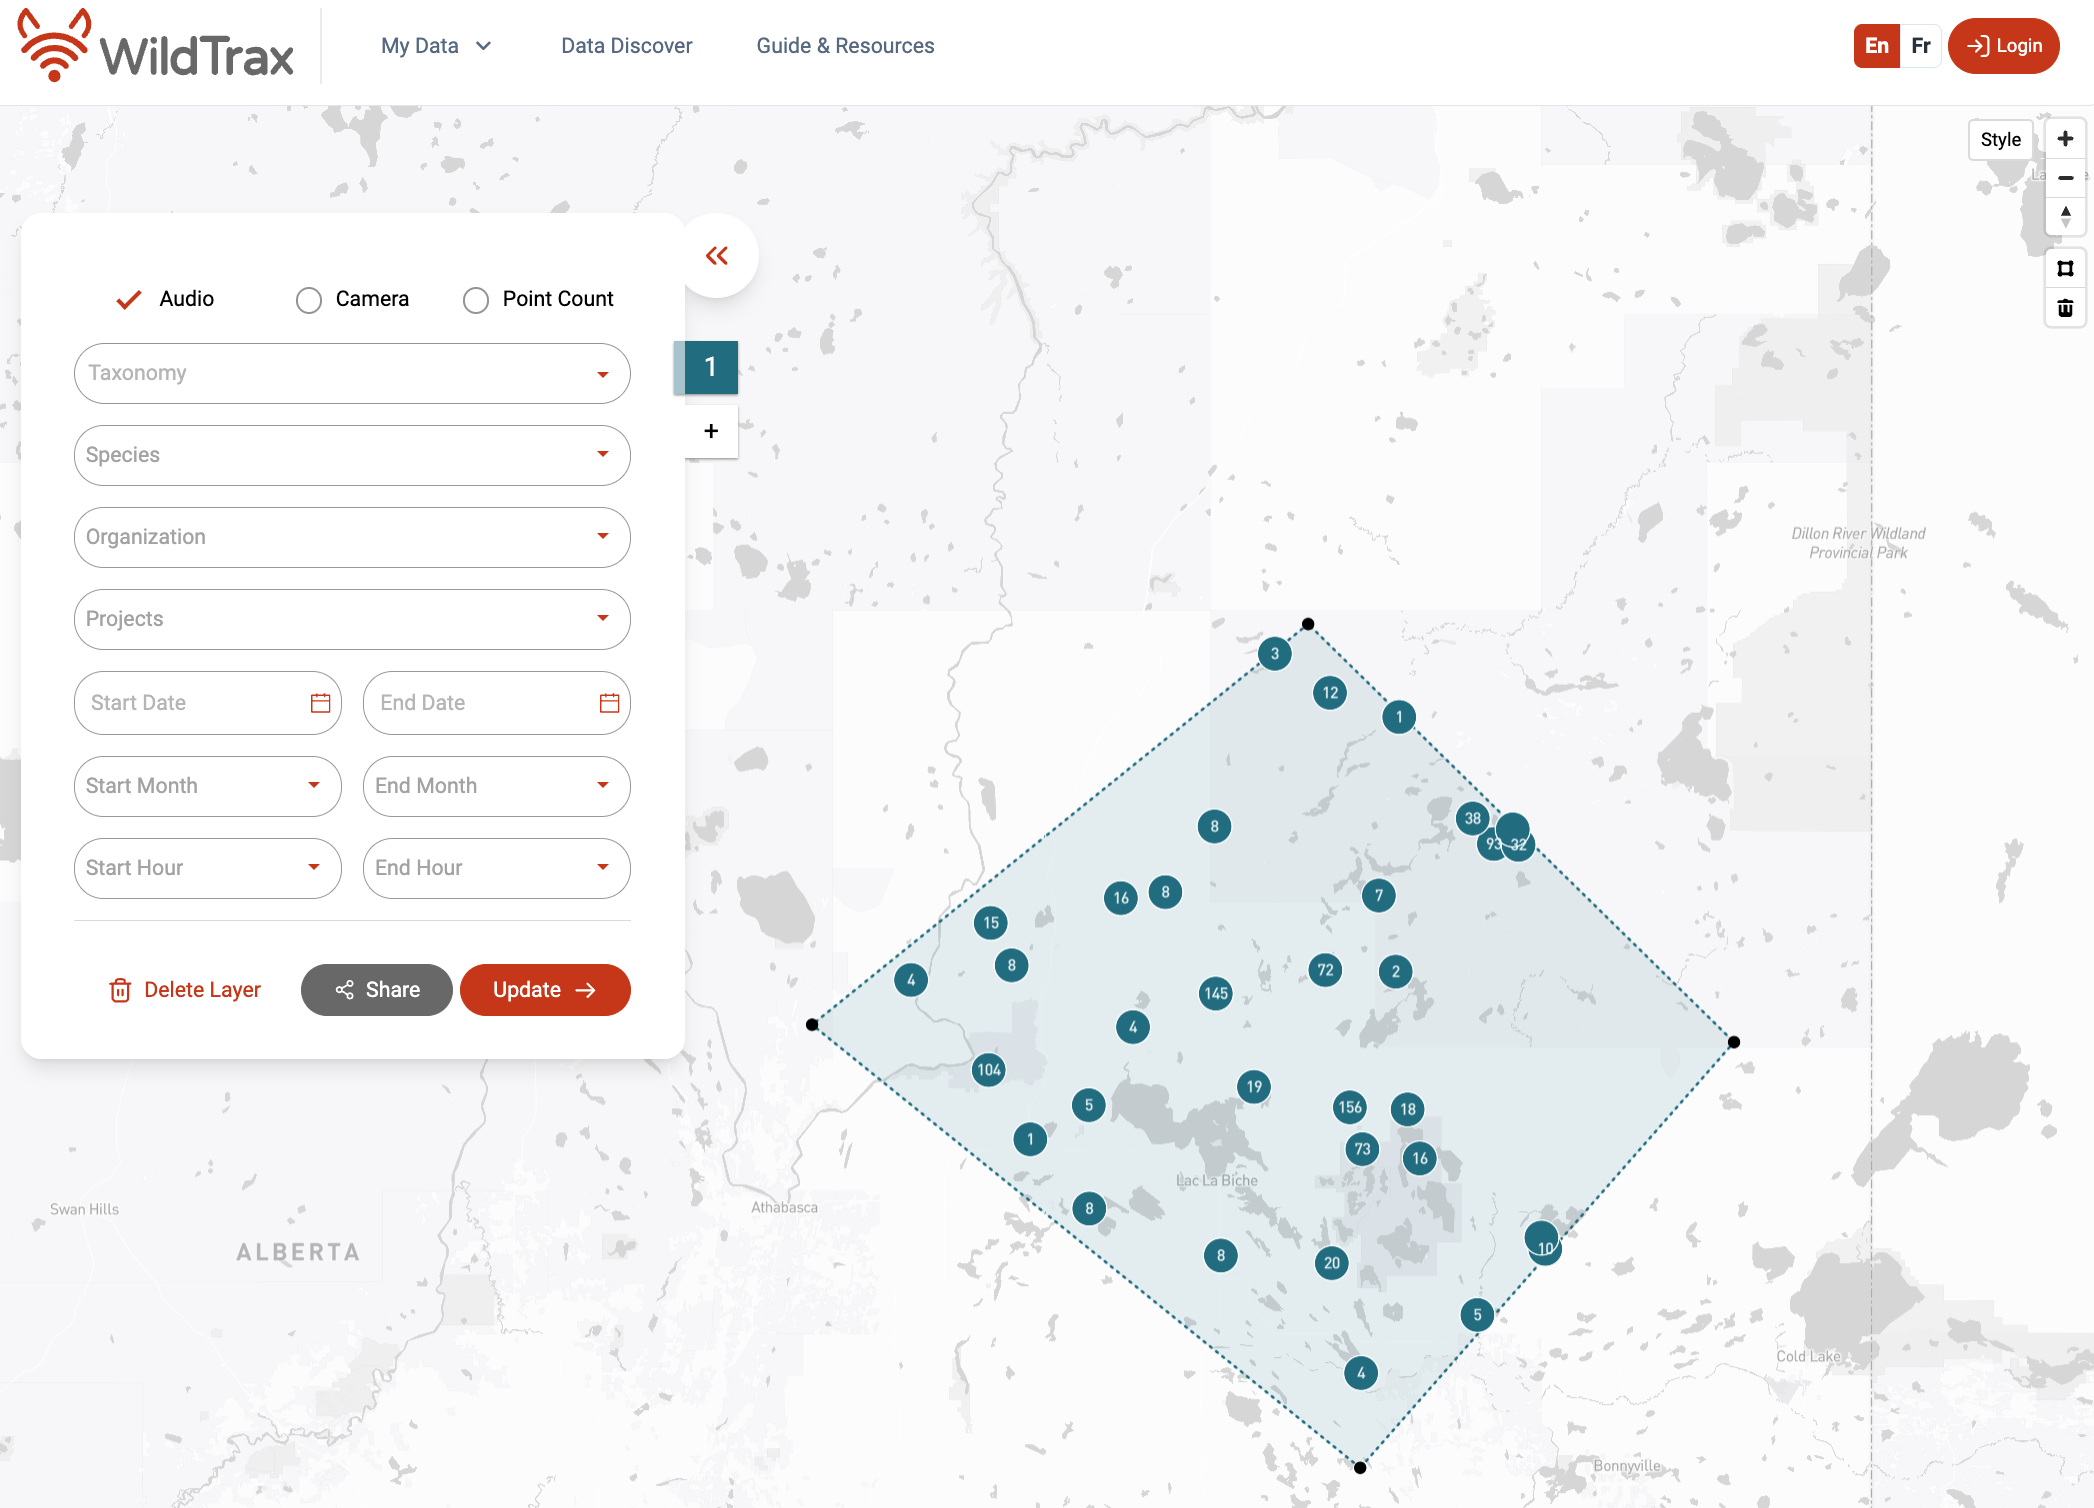 WildTrax
My Data
Data Discover
Guide & Resources
En
Fr
Login
Style
Audio
Camera
Point Count
Taxonomy
1
+
Species
Organization
Projects
Start Date
End Date
Start Month
End Month
Start Hour
End Hour
Delete Layer
Share
Update
Dillon River Wildland
Provincial Park
3
12
1
38
93
32
8
7
16
8
15
8
4
72
2
145
4
104
19
5
156
18
1
73
16
Lac La Biche
8
Swan Hills
Athabasca
ALBERTA
8
20
10
5
Cold Lake
4
Bonnyville